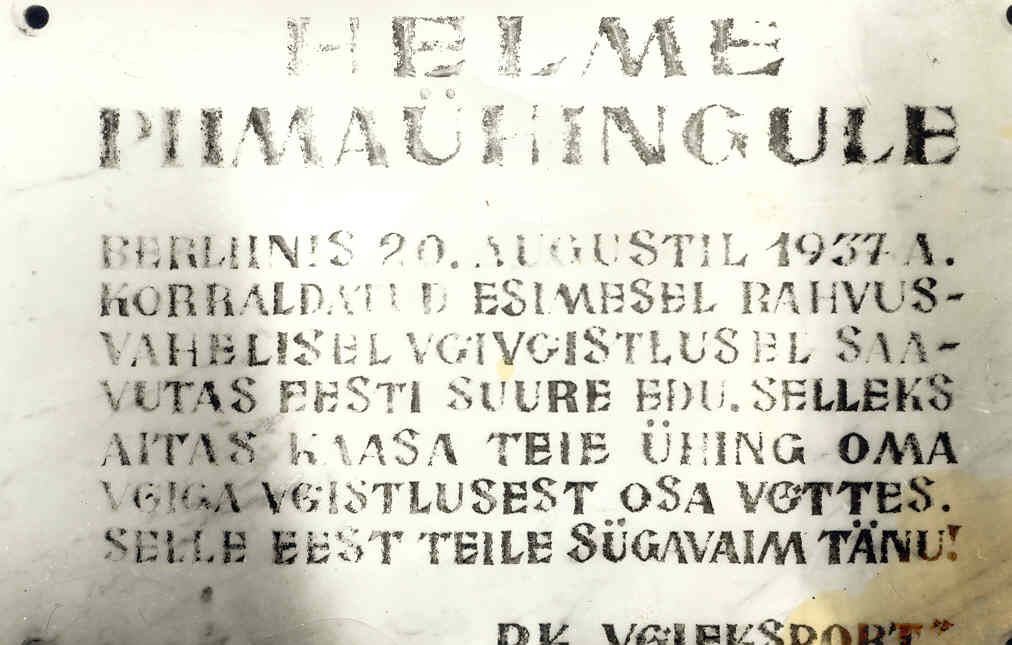 HELME
PIIMAÜHINGULE
BERLIINIS 20. AUGUSTIL 1937 A.
KORRALDATUD ESIMESEL RAHVUS-
VAHELISEL VÕIVÕISTLUSEL SAA-
VUTAS EESTI SUURE EDU. SELLEKS
AITAS KAASA TEIE ÜHING OMA
VÕIGA VÕISTLUSEST OSA VÕTTES.
SELLE EEST TEILE SÜGAVAIM TÄNU!
P.K. VÕIEKSPORT”